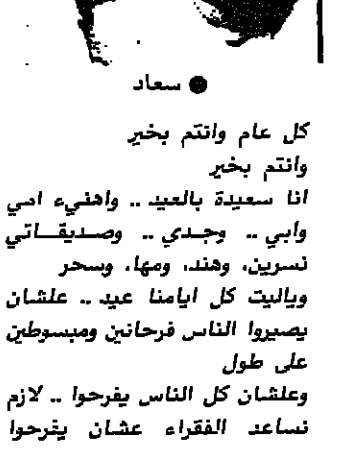 ● سعاد
كل عام وانتم بخير
وانتم بخير
انا سعيدة بالعيد .. واهنيء امي
وابي .. وجدي .. وصديقاتي
نسرين، وهند، ومها، وسحر
وياليت كل ايامنا عيد .. علشان
يصيروا الناس فرحانين ومبسوطين
على طول
وعلشان كل الناس يفرحوا .. لازم
نساعد الفقراء عشان يفرحوا